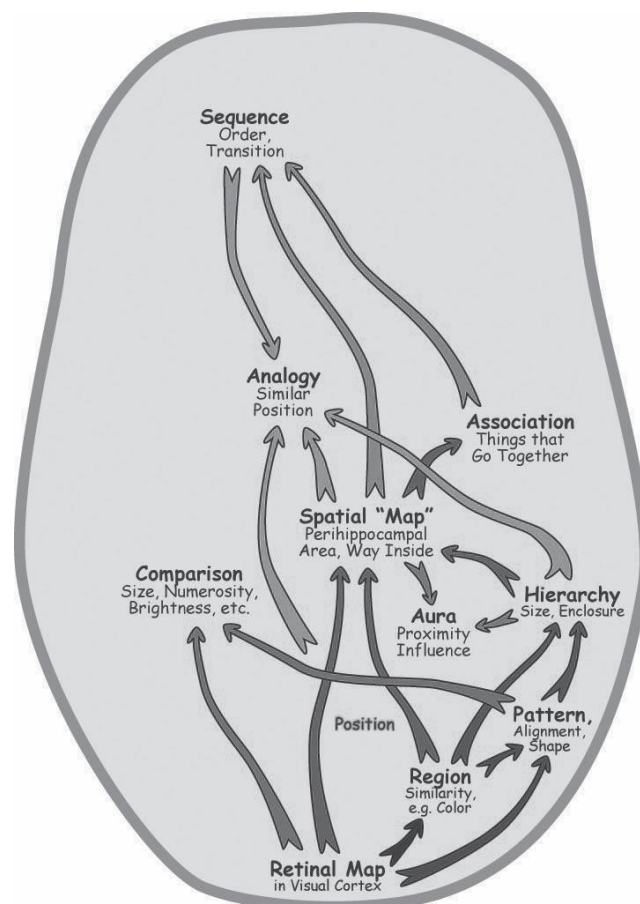 Sequence
Order,
Transition
Analogy
Similar
Position
Association
Things that
Go Together
Spatial “Map”
Perihippocampal
Area, Way Inside
Comparison
Size, Numerosity,
Brightness, etc.
Hierarchy
Size, Enclosure
Aura
Proximity
Influence
Pattern,
Alignment,
Shape
Position
Region
Similarity,
e.g. Color
Retinal Map
in Visual Cortex